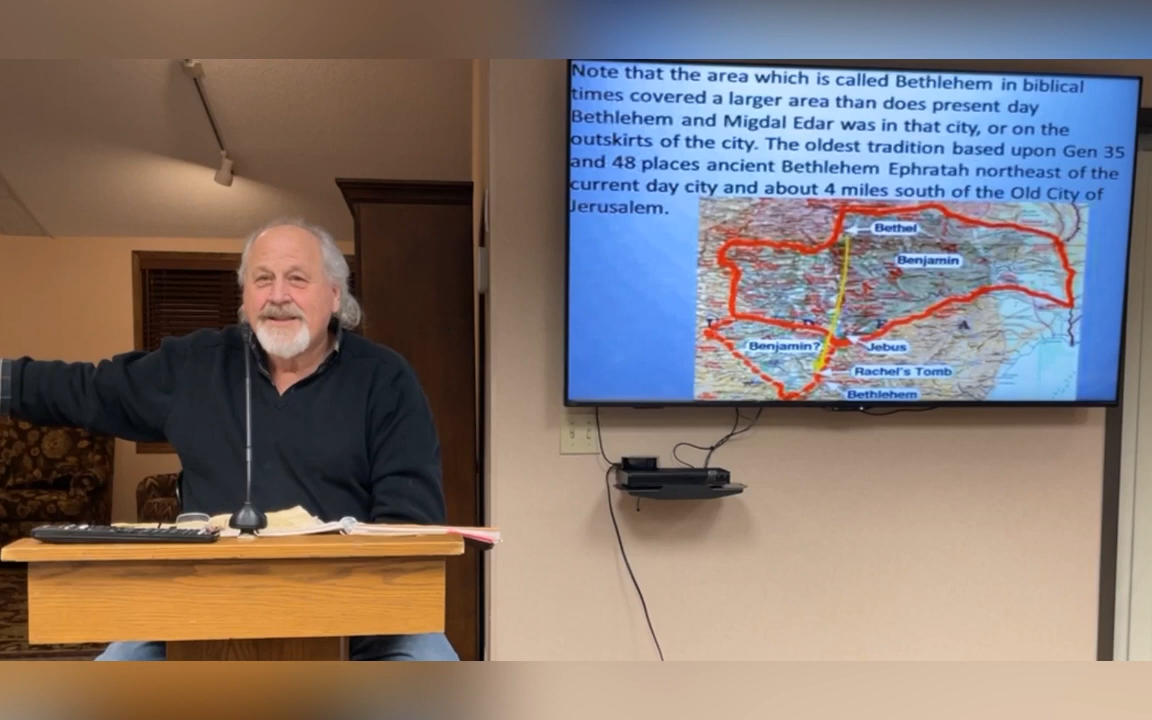 Note that the area which is called Bethlehem in biblical
times covered a larger area than does present day
Bethlehem and Migdal Edar was in that city, or on the
outskirts of the city. The oldest tradition based upon Gen 35
and 48 places ancient Bethlehem Ephratah northeast of the
current day city and about 4 miles south of the Old City of
Jerusalem.
Bethel
Benjamin
Benjamin?
Jebus
Rachel's Tomb
Bethlehem